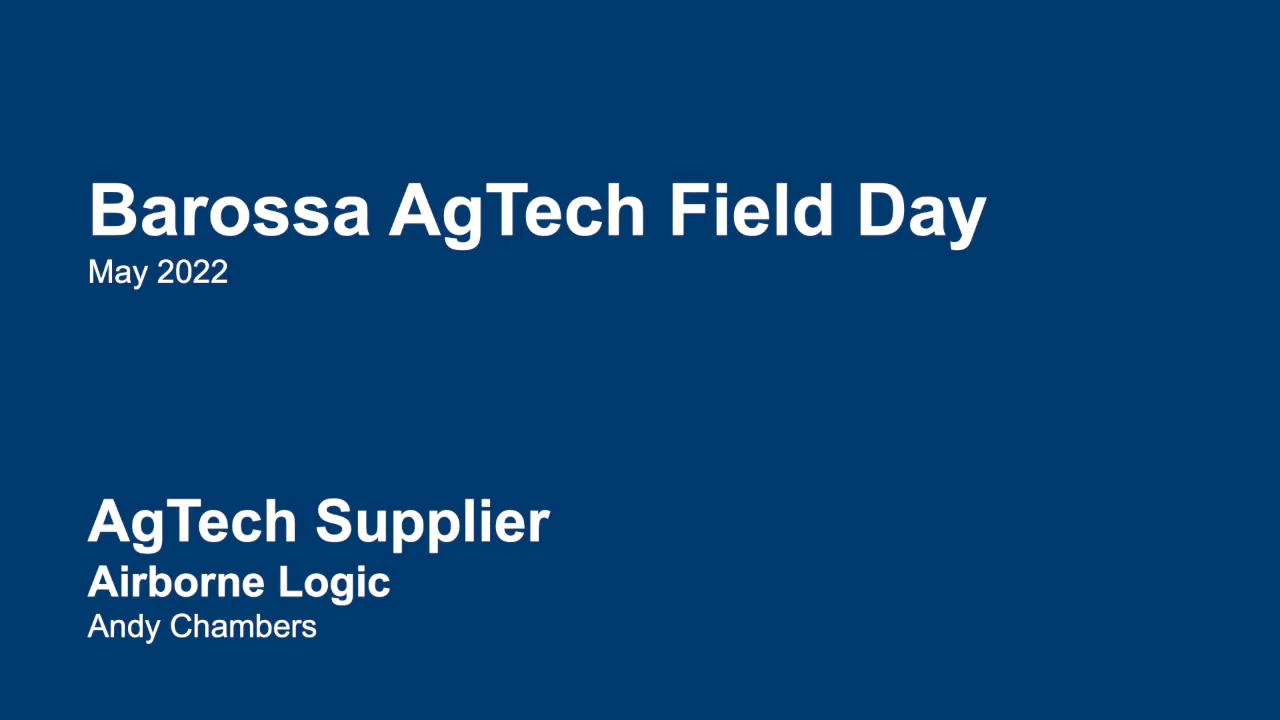 Barossa AgTech Field Day
May 2022
AgTech Supplier
Airborne Logic
Andy Chambers